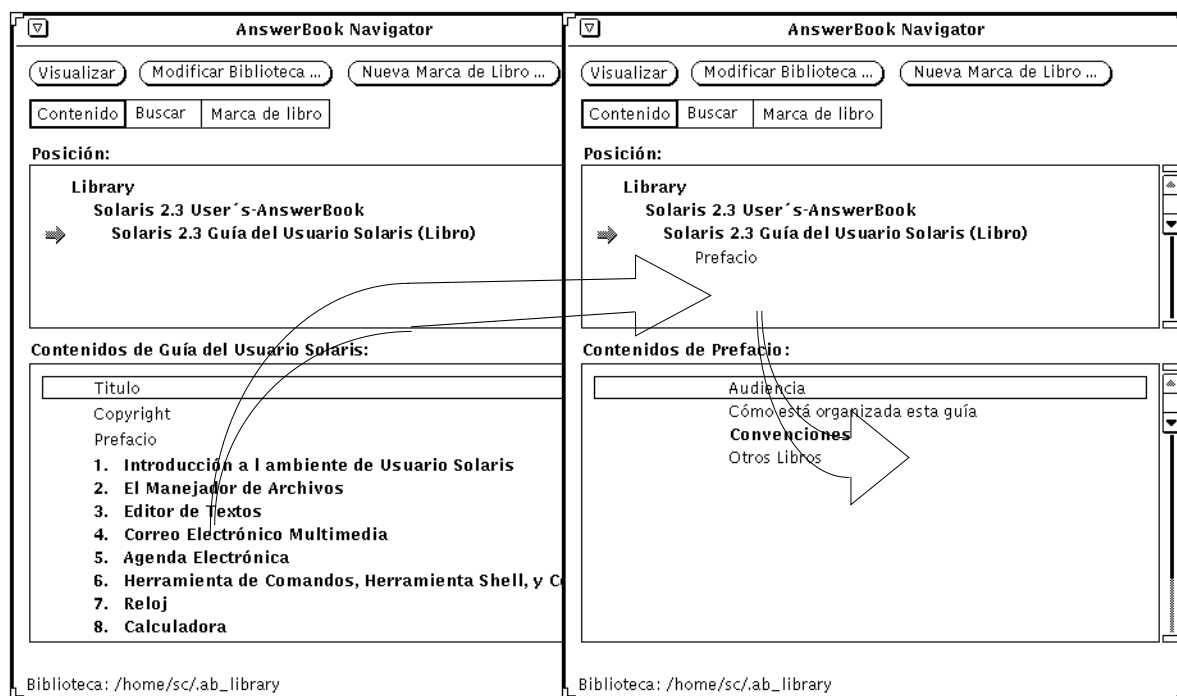 AnswerBook Navigator
Visualizar
Modificar Biblioteca ...
Nueva Marca de Libro ...
Contenido
Buscar
Marca de libro
Posición:
Library
Solaris 2.3 User´s-AnswerBook
Solaris 2.3 Guía del Usuario Solaris (Libro)
Contenidos de Guía del Usuario Solaris:
Titulo
Copyright
Prefacio
1. Introducción a l ambiente de Usuario Solaris
2. El Manejador de Archivos
3. Editor de Textos
4. Correo Electrónico Multimedia
5. Agenda Electrónica
6. Herramienta de Comandos, Herramienta Shell, y
7. Reloj
8. Calculadora
Biblioteca: /home/sc/.ab_library
AnswerBook Navigator
Visualizar
Modificar Biblioteca ...
Nueva Marca de Libro ...
Contenido
Buscar
Marca de libro
Posición:
Library
Solaris 2.3 User´s-AnswerBook
Solaris 2.3 Guía del Usuario Solaris (Libro)
Prefacio
Contenidos de Prefacio:
Audiencia
Cómo está organizada esta guía
Convenciones
Otros Libros
Biblioteca: /home/sc/.ab_library